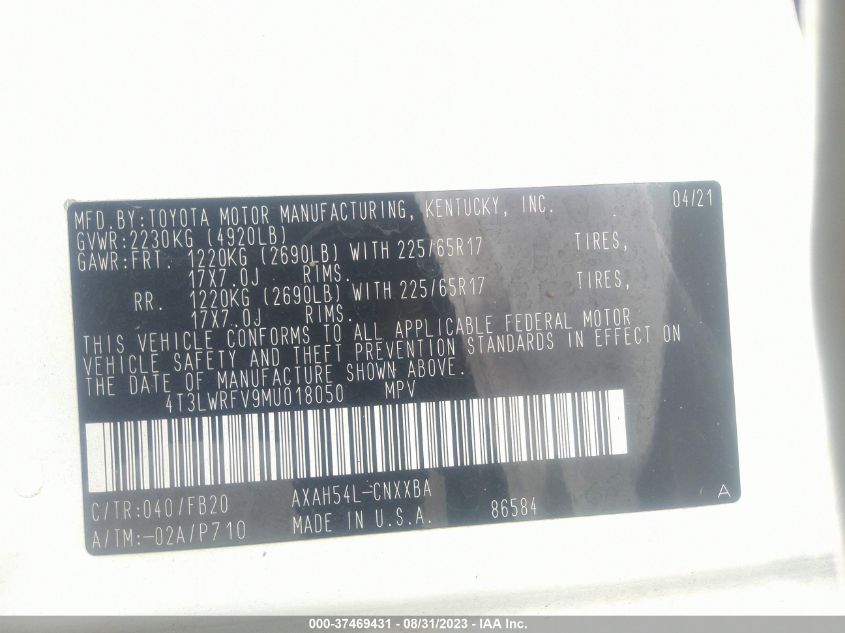 MFD.BY:TOYOTA MOTOR MANUFACTURING, KENTUCKY, INC. 04/21
GVWR:2230KG (4920LB)
GAWR:FRT. 1220KG (2690LB) WITH 225/65R17 TIRES,
17X7.0J RIMS.
RR. 1220KG (2690LB) WITH 225/65R17 TIRES,
17X7.0J RIMS.
THIS VEHICLE CONFORMS TO ALL APPLICABLE FEDERAL MOTOR
VEHICLE SAFETY AND THEFT PREVENTION STANDARDS IN EFFECT ON
THE DATE OF MANUFACTURE SHOWN ABOVE.
4T3LWRFV9MU018050 MPV
C/TR:040/FB20 AXAH54L-CNXXBA
A/TM:-02A/P710 MADE IN U.S.A. 86584 A
000-37469431 - 08/31/2023 - IAA Inc.